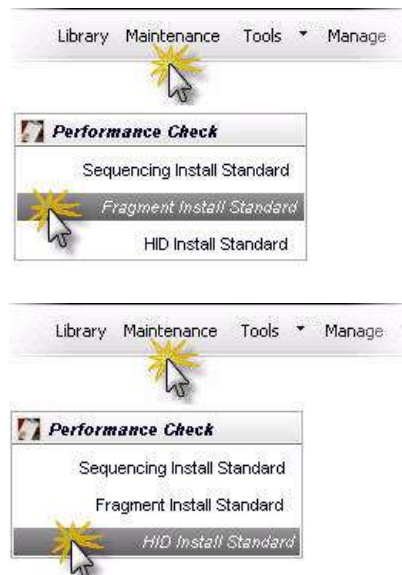 Library Maintenance Tools Manage
Performance Check
Sequencing Install Standard
Fragment Install Standard
HID Install Standard
Library Maintenance Tools Manage
Performance Check
Sequencing Install Standard
Fragment Install Standard
HID Install Standard